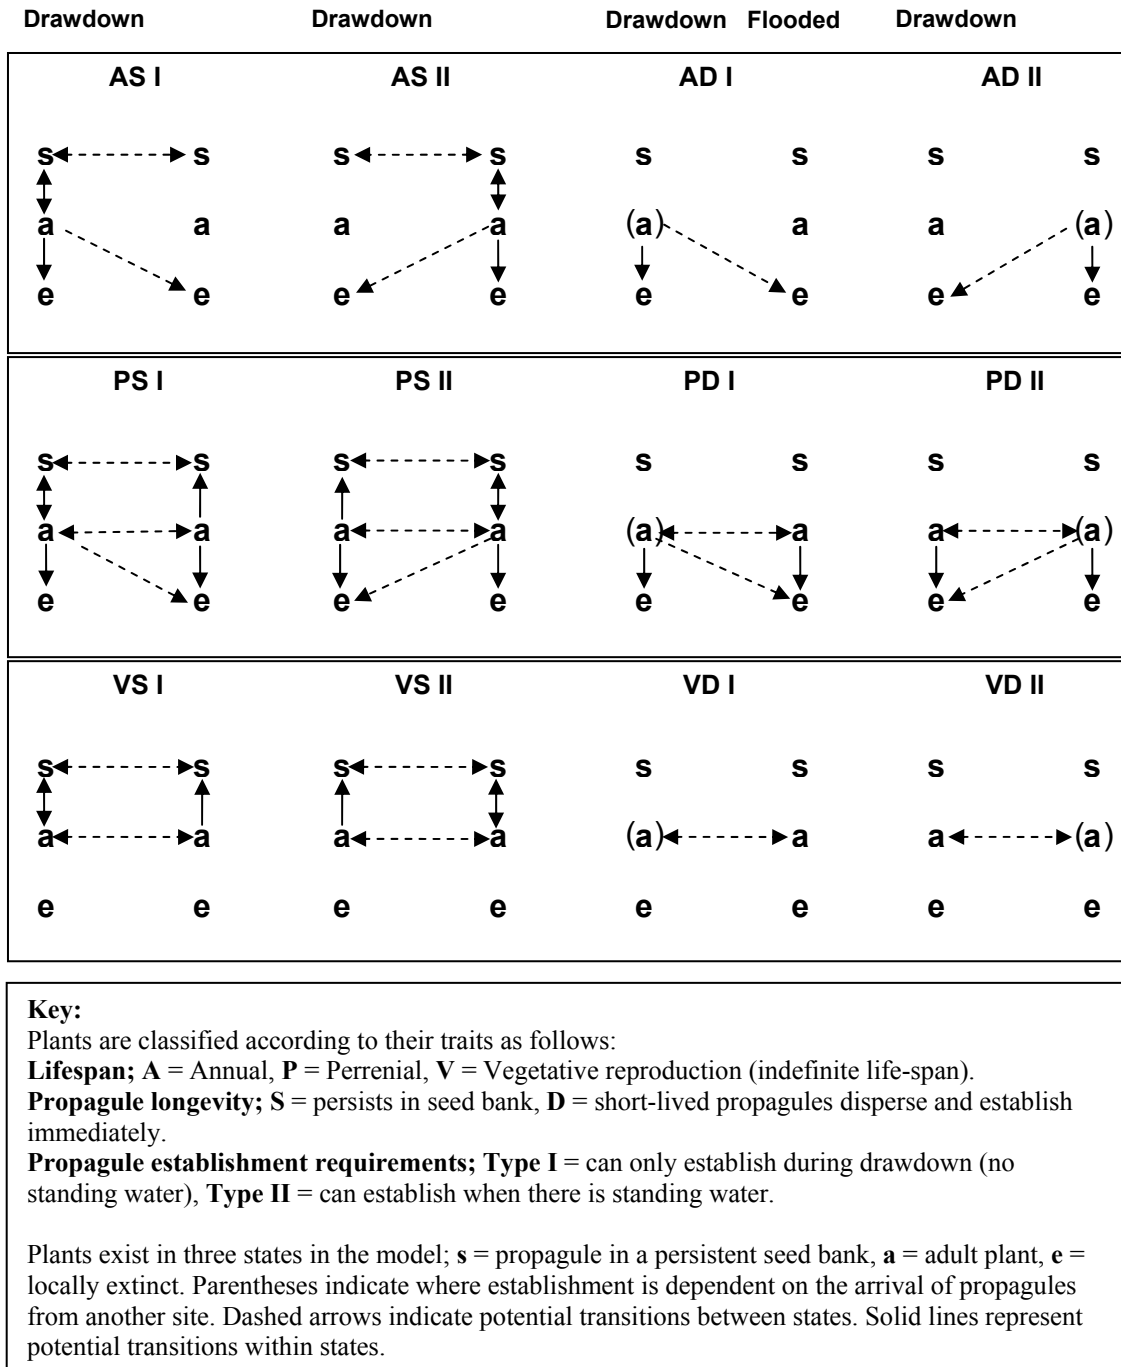 Drawdown Drawdown Drawdown Flooded Drawdown
AS I AS II AD I AD II
s s s s s s s s
a a a a (a) a a (a)
e e e e e e e e
PS I PS II PD I PD II
s s s s s s s s
a a a a (a) a a (a)
e e e e e e e e
VS I VS II VD I VD II
s s s s s s s s
a a a a (a) a a (a)
e e e e e e e e
Key:
Plants are classified according to their traits as follows:
Lifespan; A = Annual, P = Perrenial, V = Vegetative reproduction (indefinite life-span).
Propagule longevity; S = persists in seed bank, D = short-lived propagules disperse and establish
immediately.
Propagule establishment requirements; Type I = can only establish during drawdown (no
standing water), Type II = can establish when there is standing water.
Plants exist in three states in the model; s = propagule in a persistent seed bank, a = adult plant, e =
locally extinct. Parentheses indicate where establishment is dependent on the arrival of propagules
from another site. Dashed arrows indicate potential transitions between states. Solid lines represent
potential transitions within states.